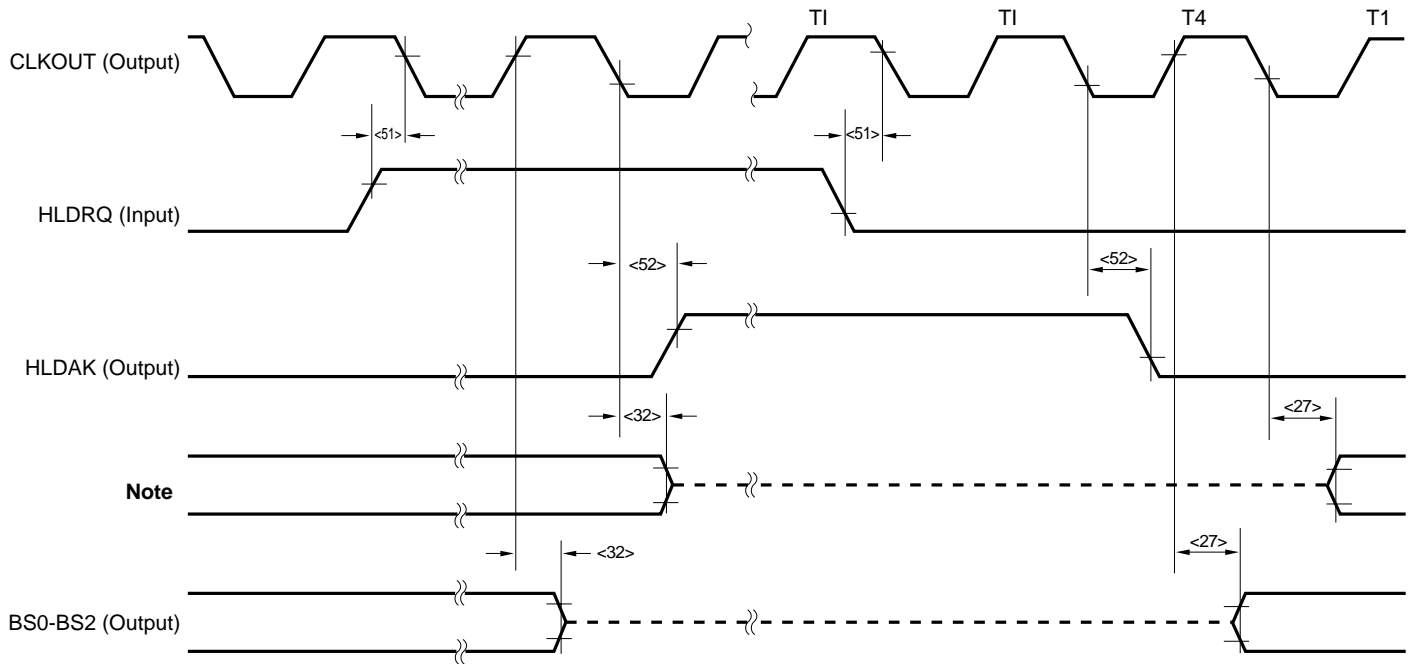 TI TI T4 T1
CLKOUT (Output)
<51> <51>
HLDRQ (Input)
<52> <52>
HLDAK (Output)
<32> <27>
Note
<32> <27>
BS0-BS2 (Output)